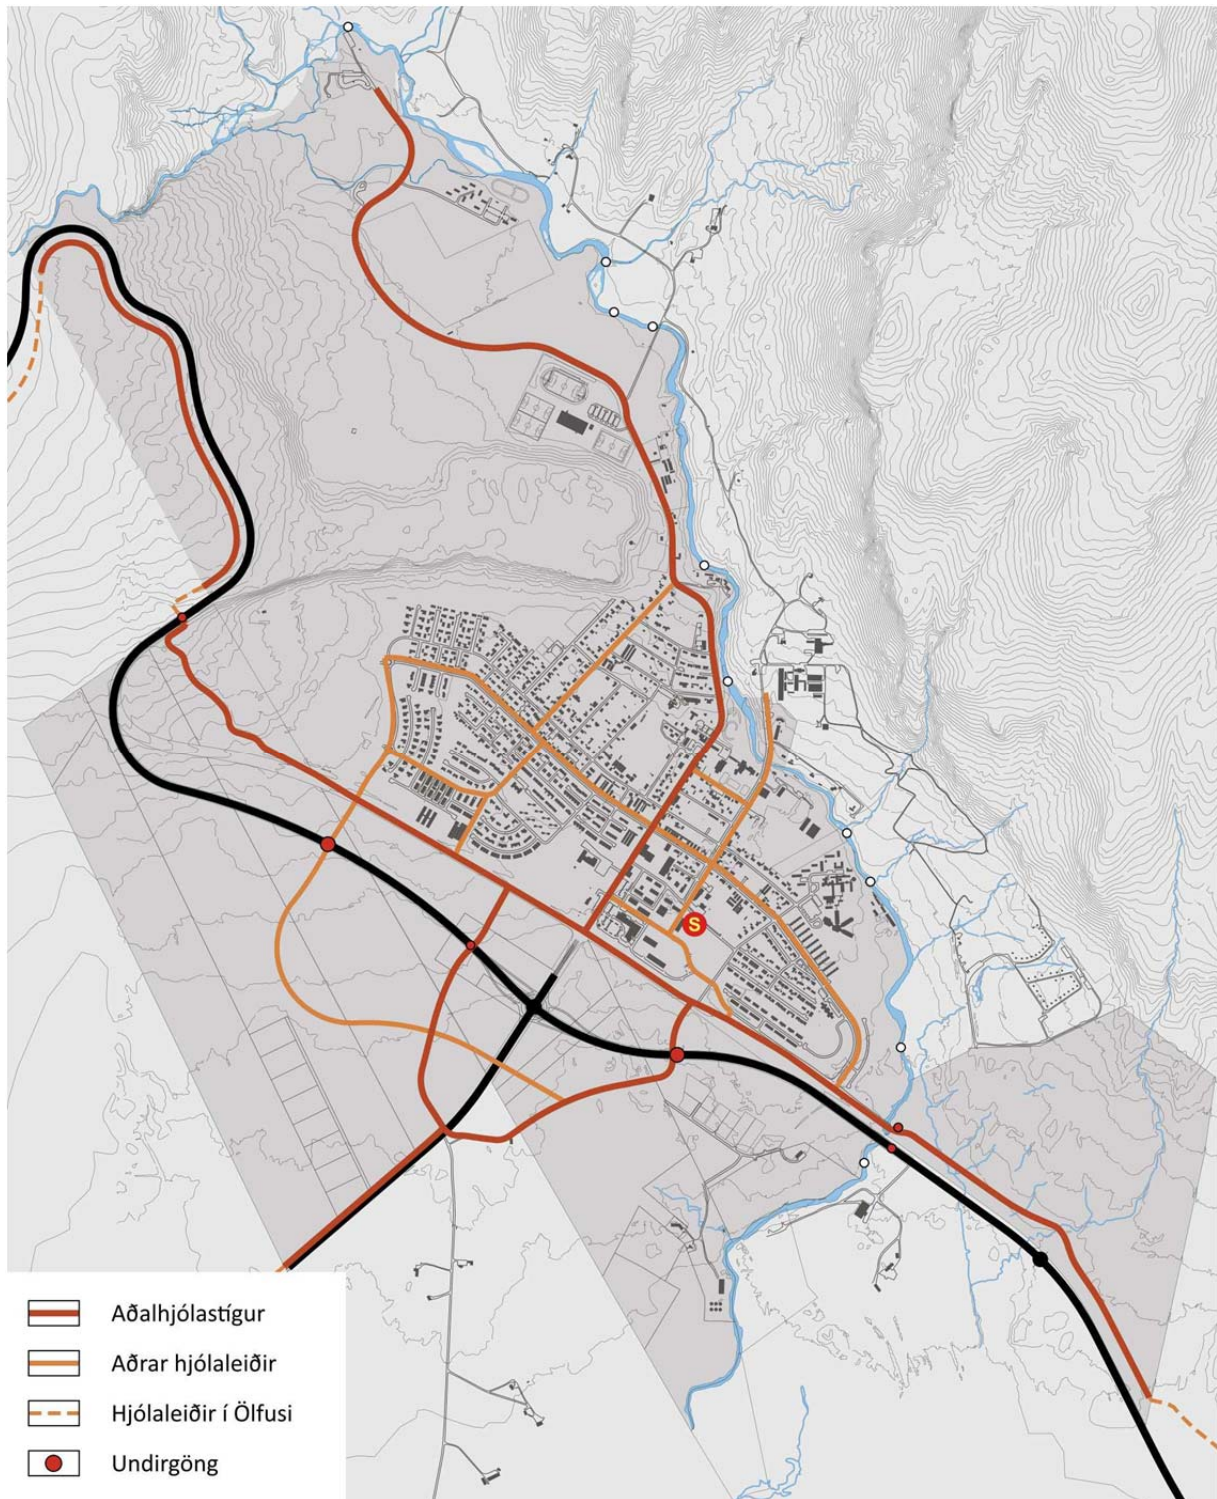 S
Aðalhjólastígur
Aðrar hjólaleiðir
Hjólaleiðir í Ölfusi
Undirgöng